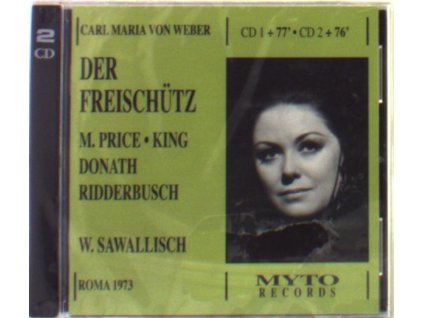 2
CD
CARL MARIA VON WEBER
CD 1 + 77' • CD 2 + 76'
DER
FREISCHÜTZ
M. PRICE • KING
DONATH
RIDDERBUSCH
W. SAWALLISCH
ROMA 1973
MYTO
RECORDS